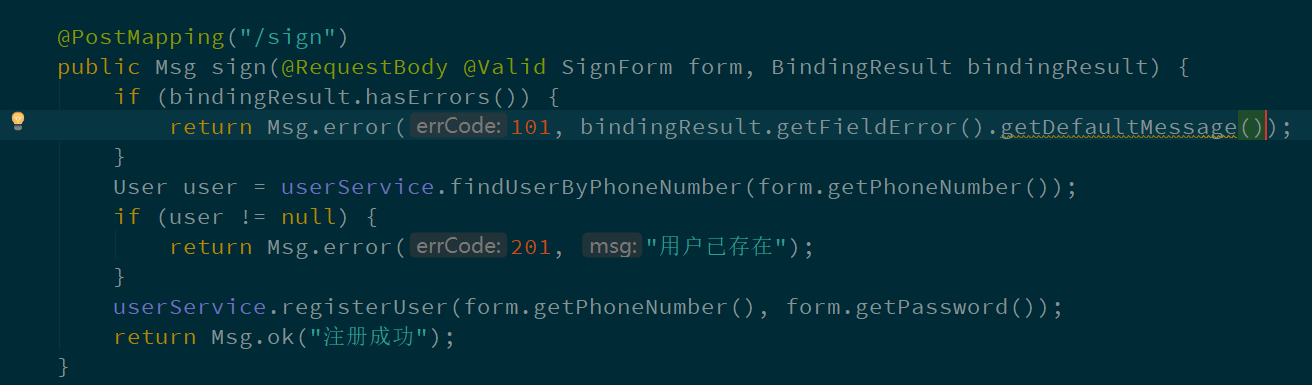 @PostMapping("/sign")
public Msg sign(@RequestBody @Valid SignForm form, BindingResult bindingResult) {
    if (bindingResult.hasErrors()) {
        return Msg.error( errCode: 101, bindingResult.getFieldError().getDefaultMessage());
    }
    User user = userService.findUserByPhoneNumber(form.getPhoneNumber());
    if (user != null) {
        return Msg.error( errCode: 201,  msg: "用户已存在");
    }
    userService.registerUser(form.getPhoneNumber(), form.getPassword());
    return Msg.ok("注册成功");
}